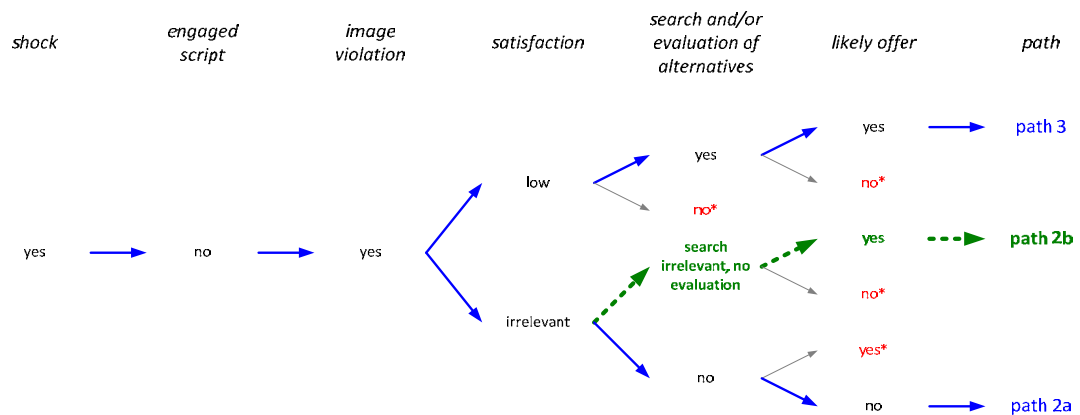 shock
engaged
script
image
violation
satisfaction
search and/or
evaluation of
alternatives
likely offer
path
yes
no
yes
low
irrelevant
yes
no*
search
irrelevant, no
evaluation
no
yes
no*
yes
no*
yes*
no
path 3
path 2b
path 2a